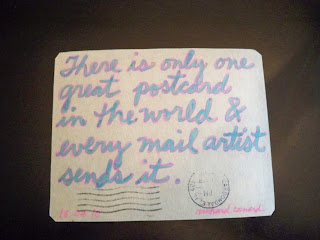 There is only one
great postcard
in the world &
every mail artist
sends it.